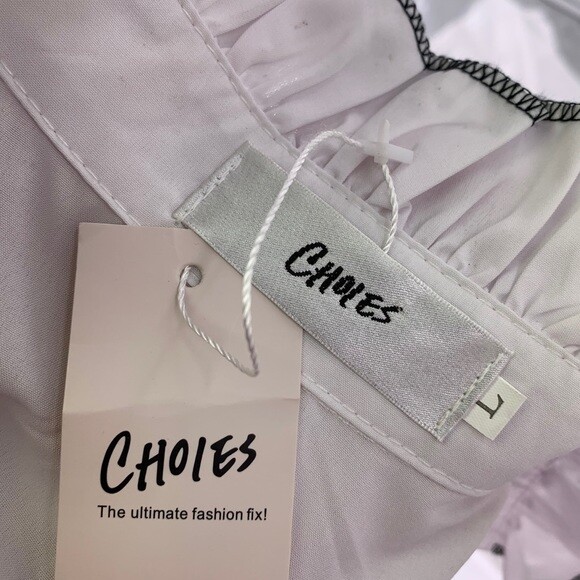 CHOIES
L
CHOIES
The ultimate fashion fix!